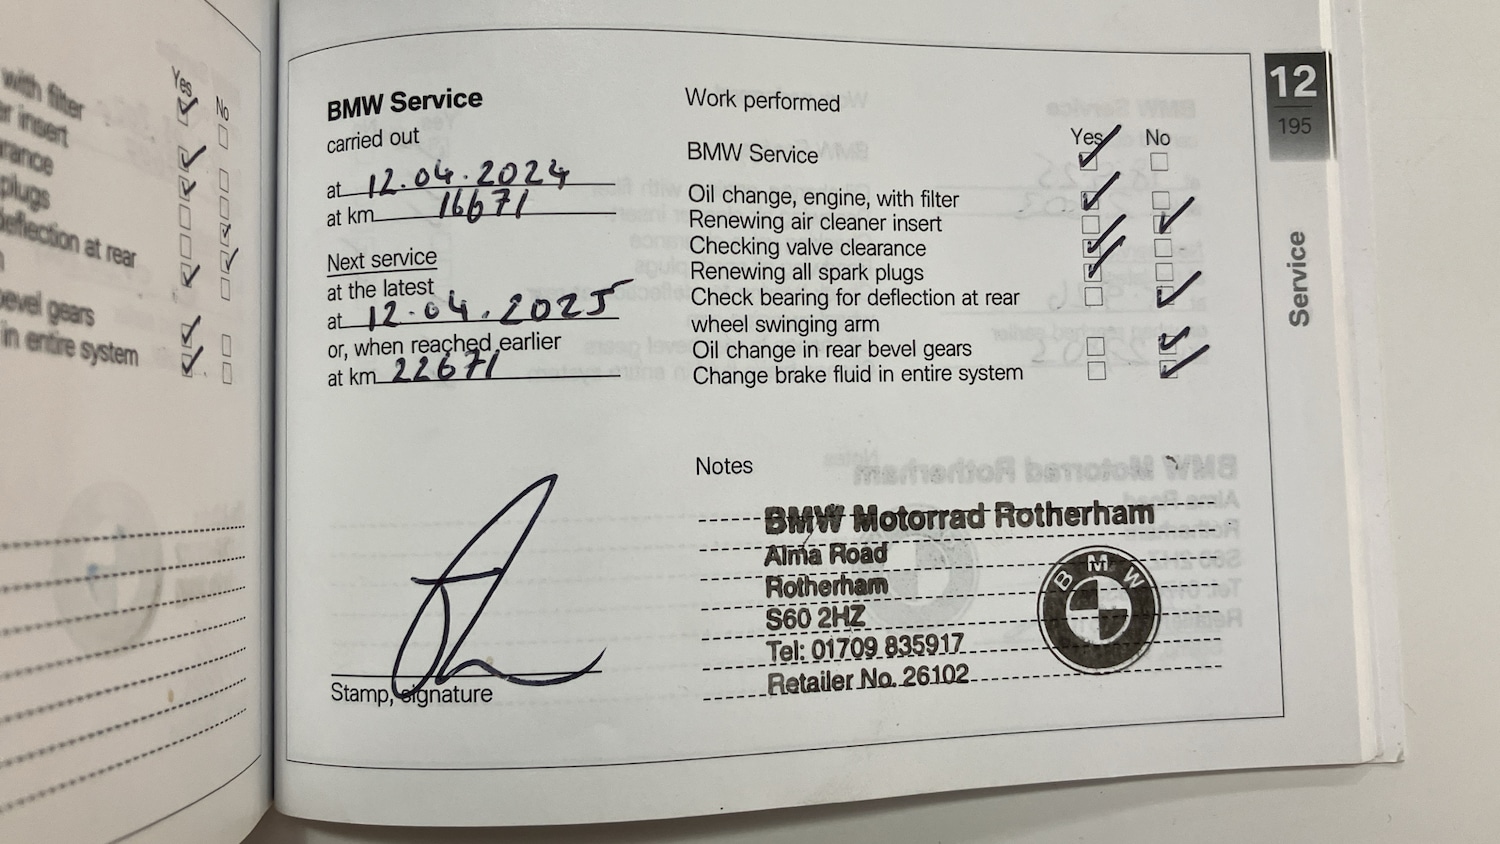 with filter
insert
plugs
deflection at rear
bevel gears
in entire system
Yes
No
BMW Service
carried out
at 12.04.2024
at km 16671
Next service
at the latest
at 12.04.2025
or, when reached earlier
at km 22671
Stamp, signature
Work performed
Yes No
BMW Service
Oil change, engine, with filter
Renewing air cleaner insert
Checking valve clearance
Renewing all spark plugs
Check bearing for deflection at rear
wheel swinging arm
Oil change in rear bevel gears
Change brake fluid in entire system
Notes
BMW Motorrad Rotherham
Alma Road
Rotherham
S60 2HZ
Tel: 01709 835917
Retailer No. 26102
BMW
12
195
Service